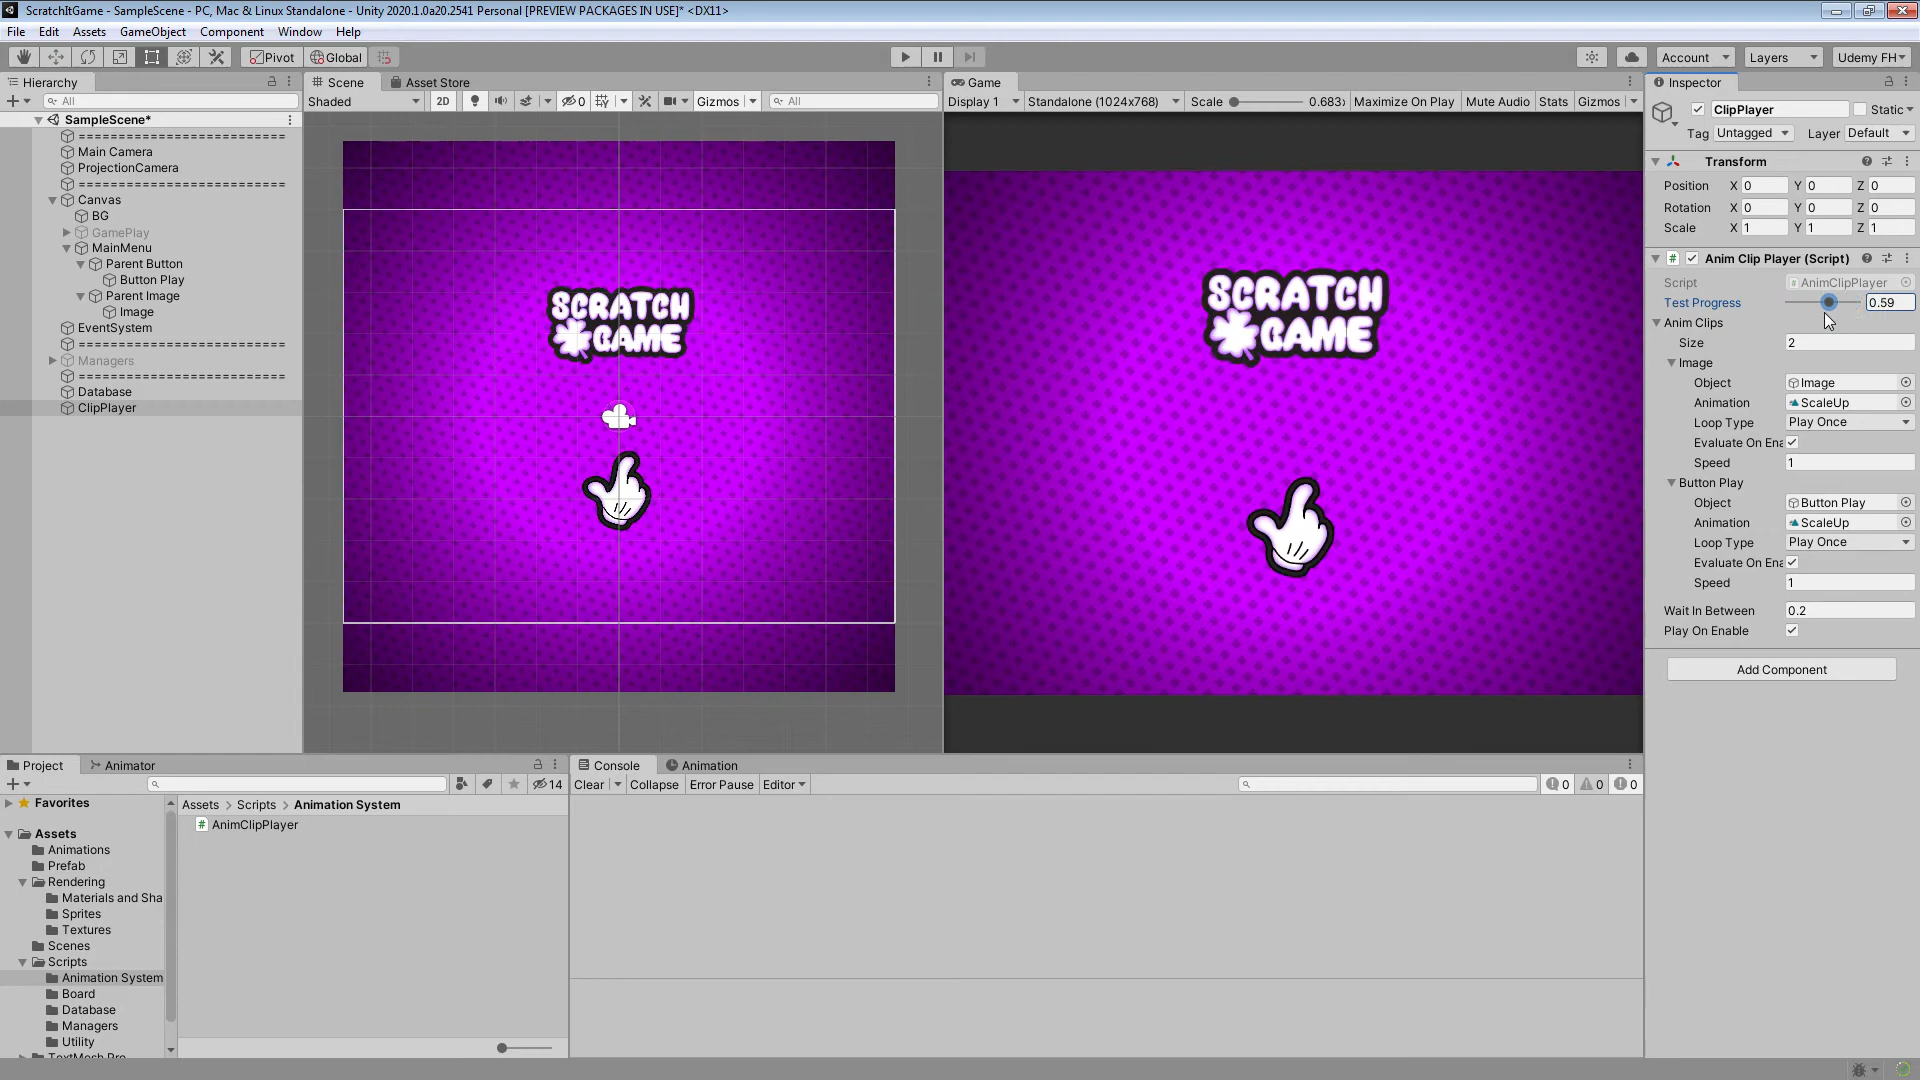 ScratchItGame - SampleScene - PC, Mac & Linux Standalone - Unity 2020.1.0a20.2541 Personal [PREVIEW PACKAGES IN USE]* <DX11>
File Edit Assets GameObject Component Window Help
Pivot Global Account Layers Udemy FH
Hierarchy
All
SampleScene*
==========================
Main Camera
ProjectionCamera
==========================
Canvas
BG
GamePlay
MainMenu
Parent Button
Button Play
Parent Image
Image
EventSystem
==========================
Managers
==========================
Database
ClipPlayer
Scene Asset Store
Shaded 2D 0 Gizmos All
SCRATCH
GAME
Game
Display 1 Standalone (1024x768) Scale 0.683 Maximize On Play Mute Audio Stats Gizmos
SCRATCH
GAME
Inspector
ClipPlayer Static
Tag Untagged Layer Default
Transform
Position X 0 Y 0 Z 0
Rotation X 0 Y 0 Z 0
Scale X 1 Y 1 Z 1
# Anim Clip Player (Script)
Script AnimClipPlayer
Test Progress 0.59
Anim Clips
Size 2
Image
Object Image
Animation ScaleUp
Loop Type Play Once
Evaluate On Ena
Speed 1
Button Play
Object Button Play
Animation ScaleUp
Loop Type Play Once
Evaluate On Ena
Speed 1
Wait In Between 0.2
Play On Enable
Add Component
Project Animator
14
Favorites
Assets
Animations
Prefab
Rendering
Materials and Sha
Sprites
Textures
Scenes
Scripts
Animation System
Board
Database
Managers
Utility
TextMesh Pro
Assets > Scripts > Animation System
# AnimClipPlayer
Console Animation
Clear Collapse Error Pause Editor 0 0 0